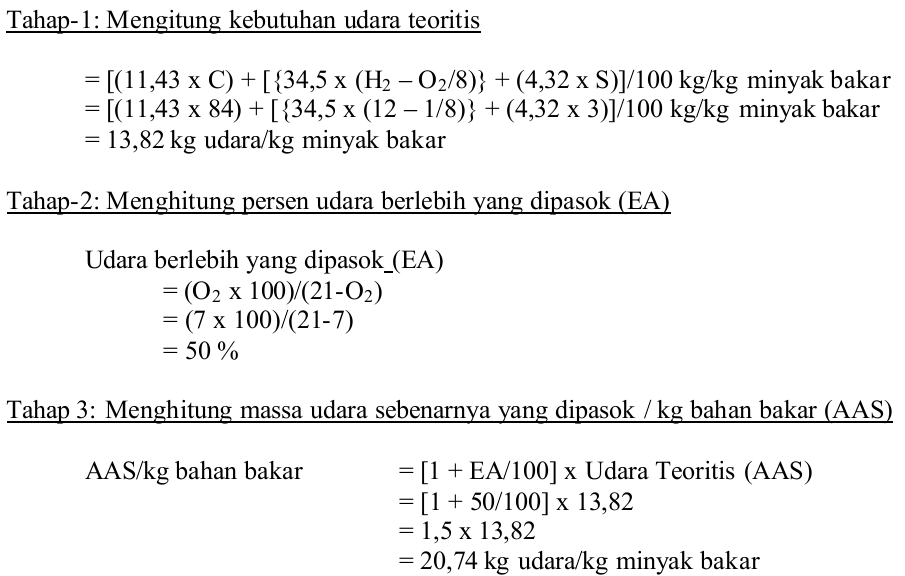 Tahap-1: Mengitung kebutuhan udara teoritis
= [(11,43 x C) + [{34,5 x (H₂ – O₂/8)} + (4,32 x S)]/100 kg/kg minyak bakar
= [(11,43 x 84) + [{34,5 x (12 – 1/8)} + (4,32 x 3)]/100 kg/kg minyak bakar
= 13,82 kg udara/kg minyak bakar
Tahap-2: Menghitung persen udara berlebih yang dipasok (EA)
Udara berlebih yang dipasok (EA)
= (O₂ x 100)/(21-O₂)
= (7 x 100)/(21-7)
= 50 %
Tahap 3: Menghitung massa udara sebenarnya yang dipasok / kg bahan bakar (AAS)
AAS/kg bahan bakar = [1 + EA/100] x Udara Teoritis (AAS)
= [1 + 50/100] x 13,82
= 1,5 x 13,82
= 20,74 kg udara/kg minyak bakar